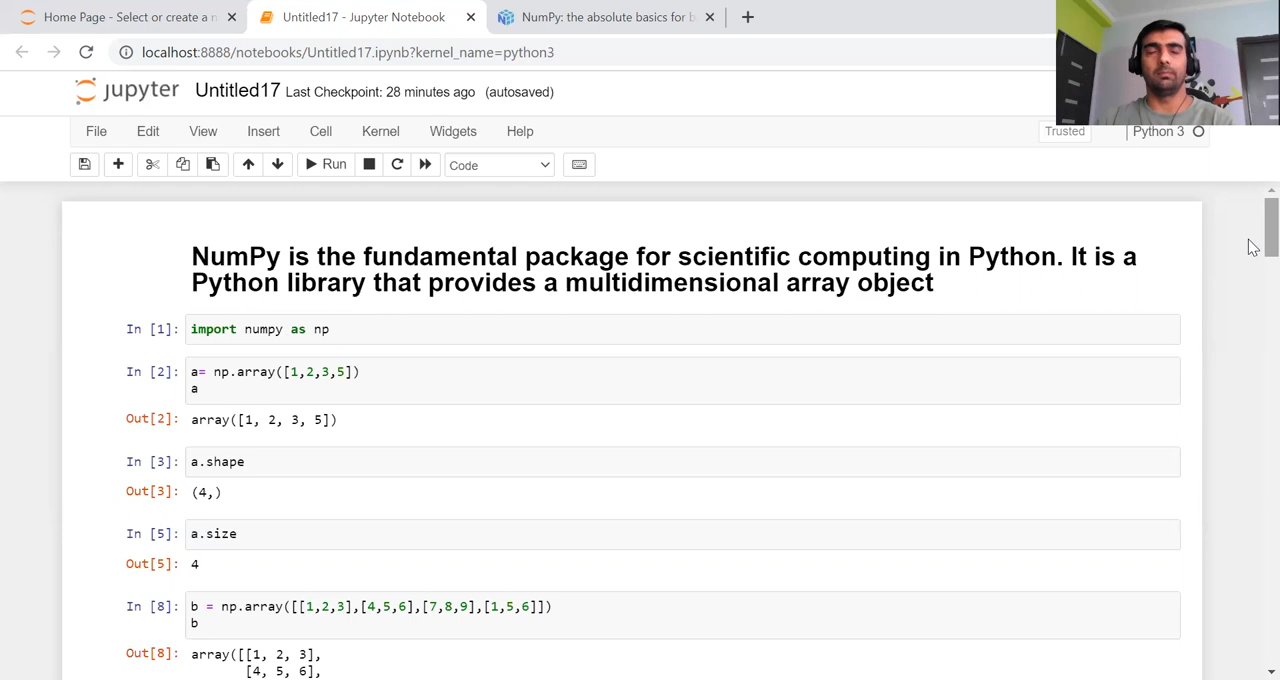 Home Page - Select or create a n
Untitled17 - Jupyter Notebook
NumPy: the absolute basics for b
localhost:8888/notebooks/Untitled17.ipynb?kernel_name=python3
jupyter Untitled17 Last Checkpoint: 28 minutes ago (autosaved)
File Edit View Insert Cell Kernel Widgets Help Trusted Python 3
Run Code
NumPy is the fundamental package for scientific computing in Python. It is a
Python library that provides a multidimensional array object
In [1]: import numpy as np
In [2]: a= np.array([1,2,3,5])
a
Out[2]: array([1, 2, 3, 5])
In [3]: a.shape
Out[3]: (4,)
In [5]: a.size
Out[5]: 4
In [8]: b = np.array([[1,2,3],[4,5,6],[7,8,9],[1,5,6]])
b
Out[8]: array([[1, 2, 3],
[4, 5, 6],